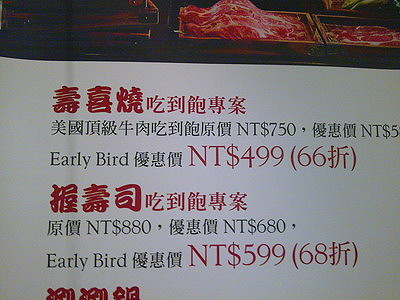 壽喜燒吃到飽專案
美國頂級牛肉吃到飽原價 NT$750，優惠價 NT$5
Early Bird 優惠價 NT$499 (66折)
握壽司吃到飽專案
原價 NT$880，優惠價 NT$680，
Early Bird 優惠價 NT$599 (68折)